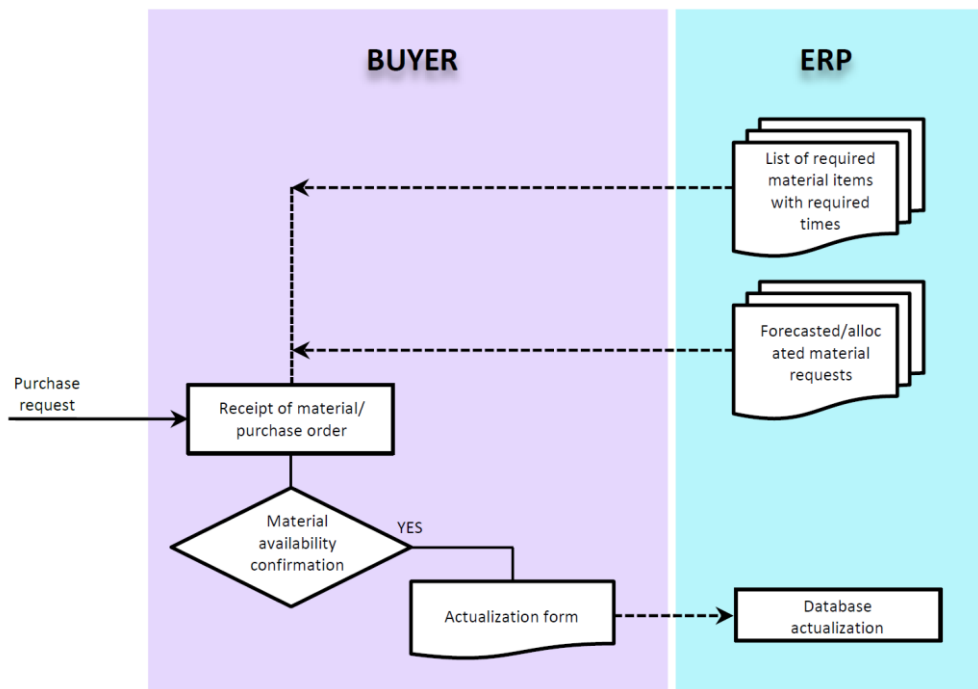 BUYER
ERP
List of required
material items
with required
times
Forecasted/alloc
ated material
requests
Purchase
request
Receipt of material/
purchase order
Material
availability
confirmation
YES
Actualization form
Database
actualization